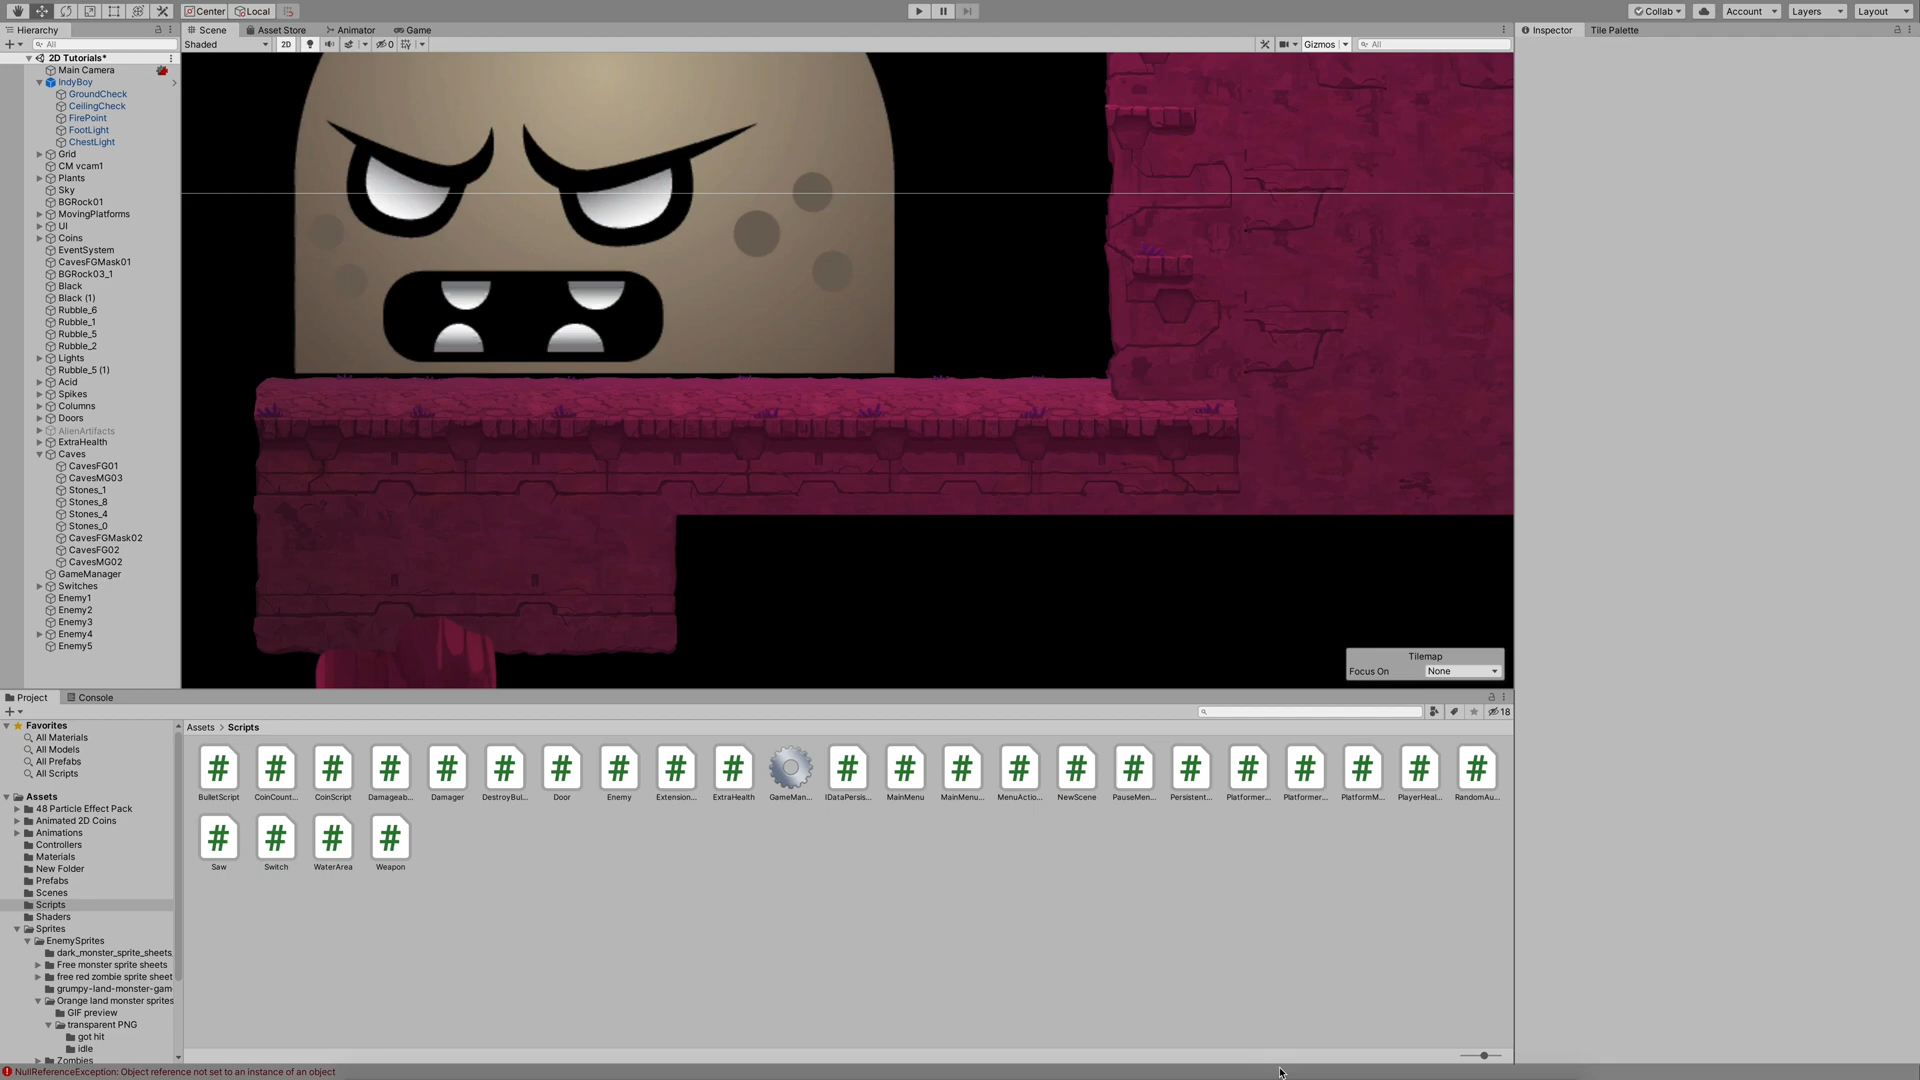 Center Local Collab Account Layers Layout
Hierarchy Scene Asset Store Animator Game Inspector Tile Palette
All Shaded 2D 0 Gizmos All
2D Tutorials*
Main Camera
IndyBoy
GroundCheck
CeilingCheck
FirePoint
FootLight
ChestLight
Grid
CM vcam1
Plants
Sky
BGRock01
MovingPlatforms
UI
Coins
EventSystem
CavesFGMask01
BGRock03_1
Black
Black (1)
Rubble_6
Rubble_1
Rubble_5
Rubble_2
Lights
Rubble_5 (1)
Acid
Spikes
Columns
Doors
AlienArtifacts
ExtraHealth
Caves
CavesFG01
CavesMG03
Stones_1
Stones_8
Stones_4
Stones_0
CavesFGMask02
CavesFG02
CavesMG02
GameManager
Switches
Enemy1
Enemy2
Enemy3
Enemy4
Enemy5
Tilemap
Focus On None
Project Console
18
Favorites
All Materials
All Models
All Prefabs
All Scripts
Assets
48 Particle Effect Pack
Animated 2D Coins
Animations
Controllers
Materials
New Folder
Prefabs
Scenes
Scripts
Shaders
Sprites
EnemySprites
dark_monster_sprite_sheets
Free monster sprite sheets
free red zombie sprite sheet
grumpy-land-monster-gam
Orange land monster sprites
GIF preview
transparent PNG
got hit
idle
Zombies
Assets > Scripts
BulletScript CoinCount... CoinScript Damageab... Damager DestroyBul... Door Enemy Extension... ExtraHealth GameMan... IDataPersis... MainMenu MainMenu... MenuActio... NewScene PauseMen... Persistent... Platformer... Platformer... PlatformM... PlayerHeal... RandomAu...
Saw Switch WaterArea Weapon
NullReferenceException: Object reference not set to an instance of an object